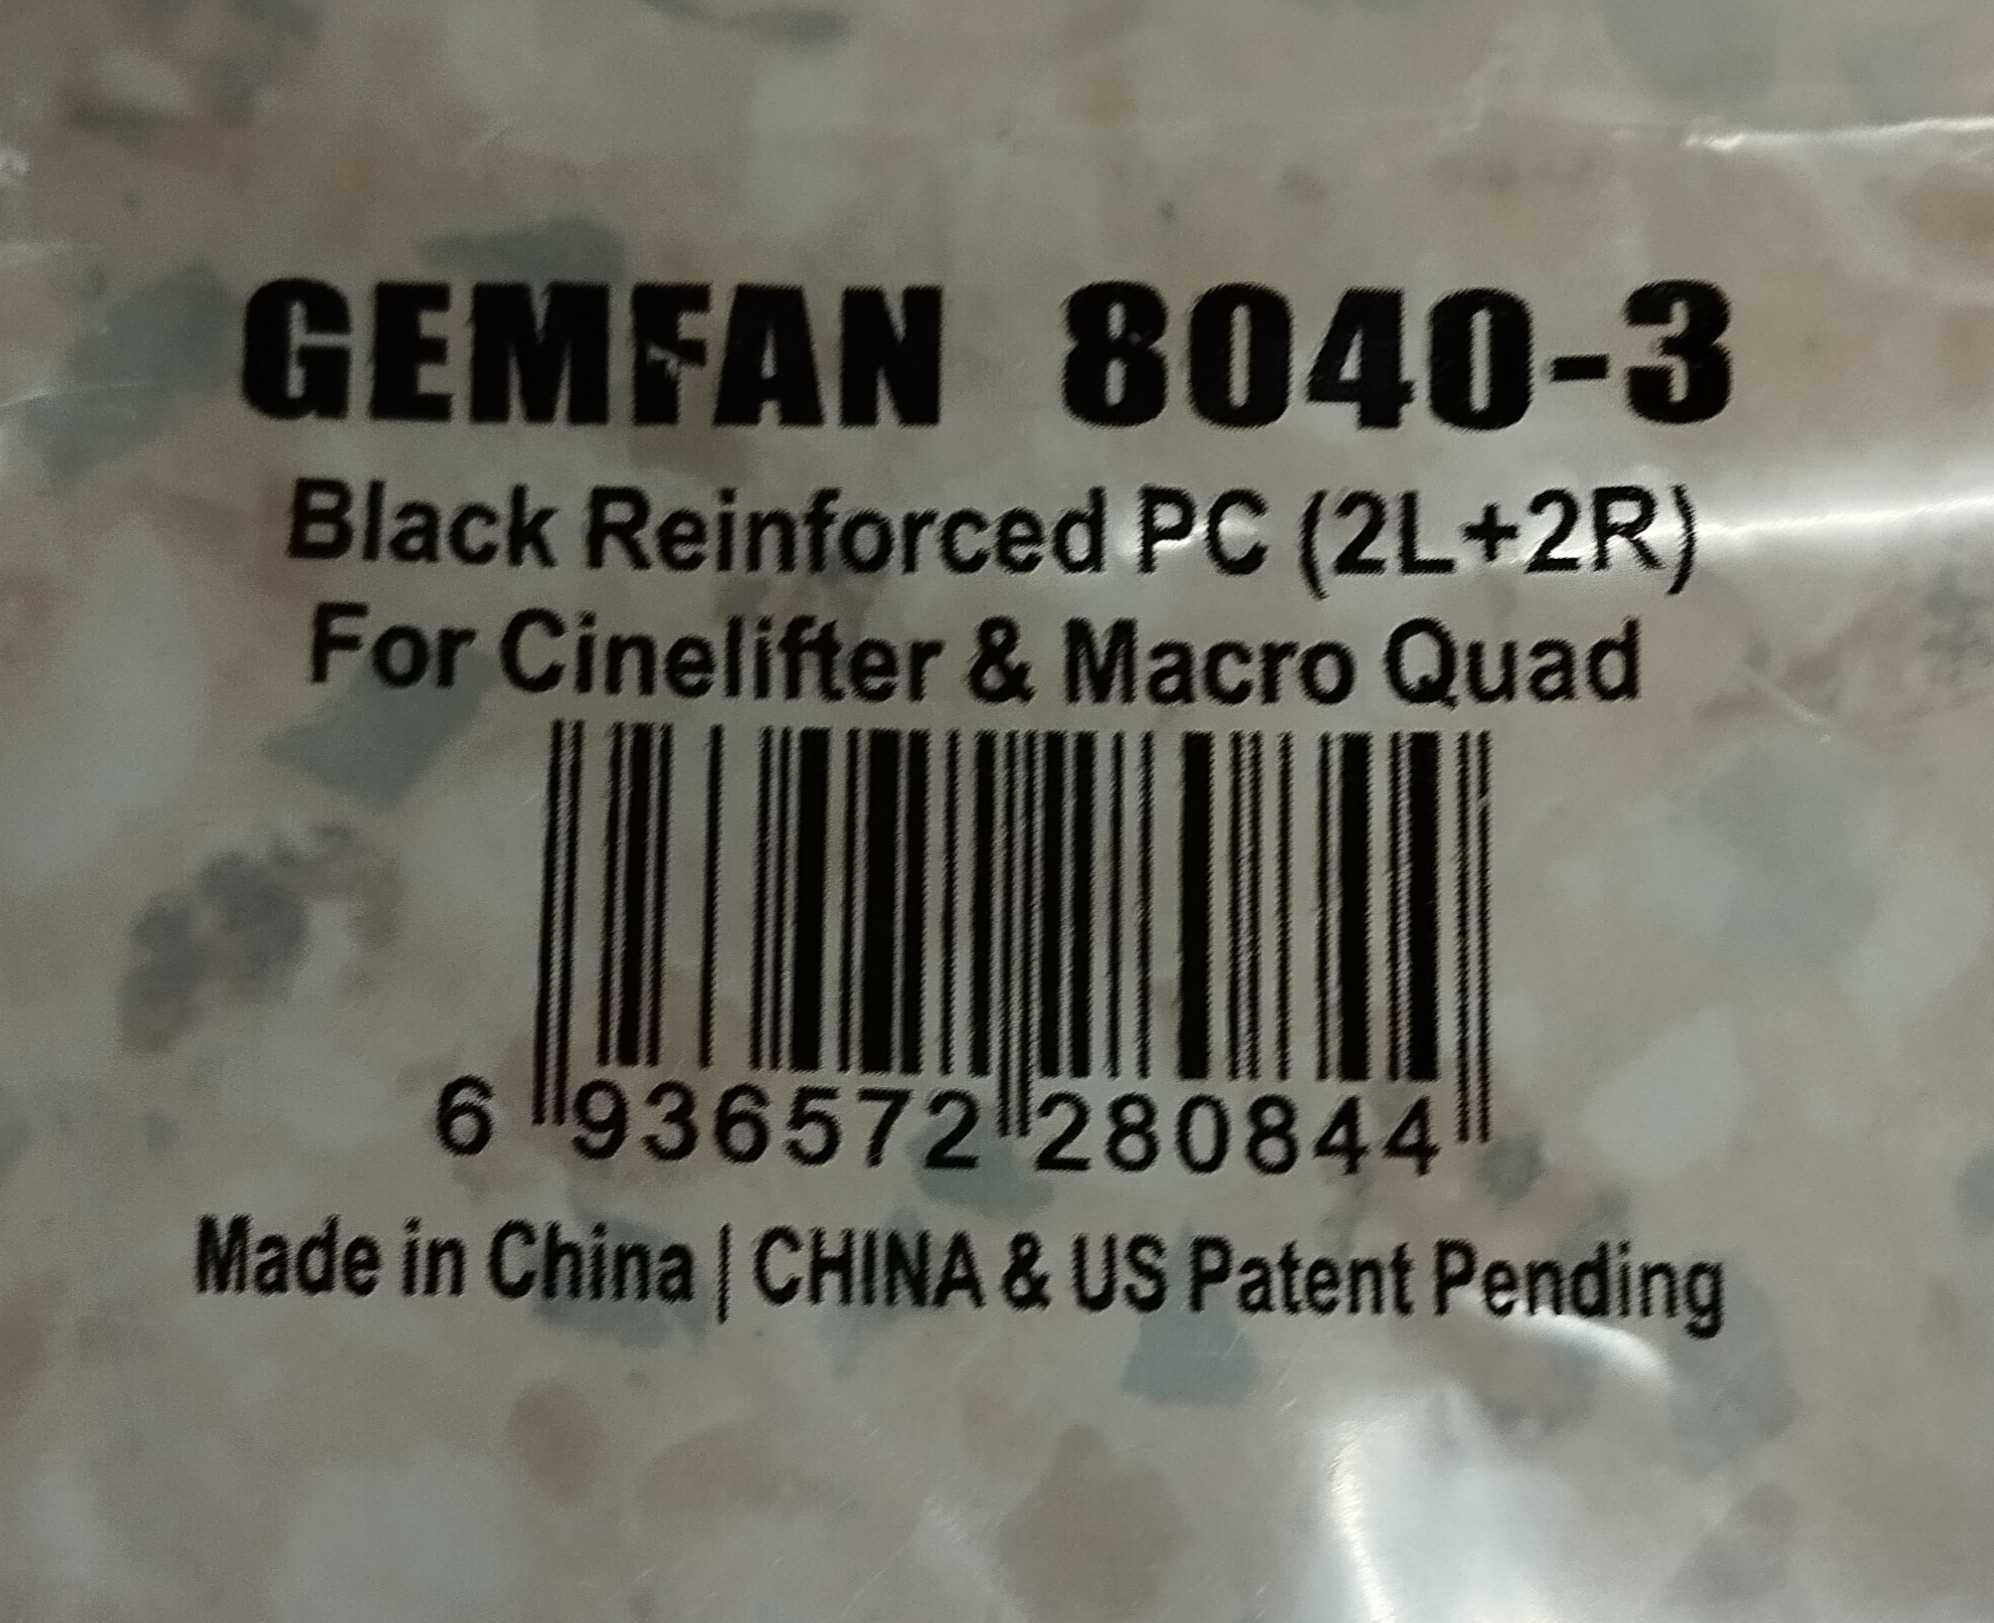 GEMFAN 8040-3
Black Reinforced PC (2L+2R)
For Cinelifter & Macro Quad
6 936572 280844
Made in China | CHINA & US Patent Pending